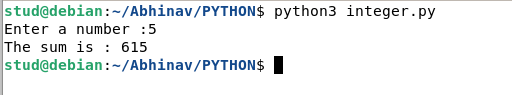 stud@debian:~/Abhinav/PYTHON$ python3 integer.py
Enter a number :5
The sum is : 615
stud@debian:~/Abhinav/PYTHON$